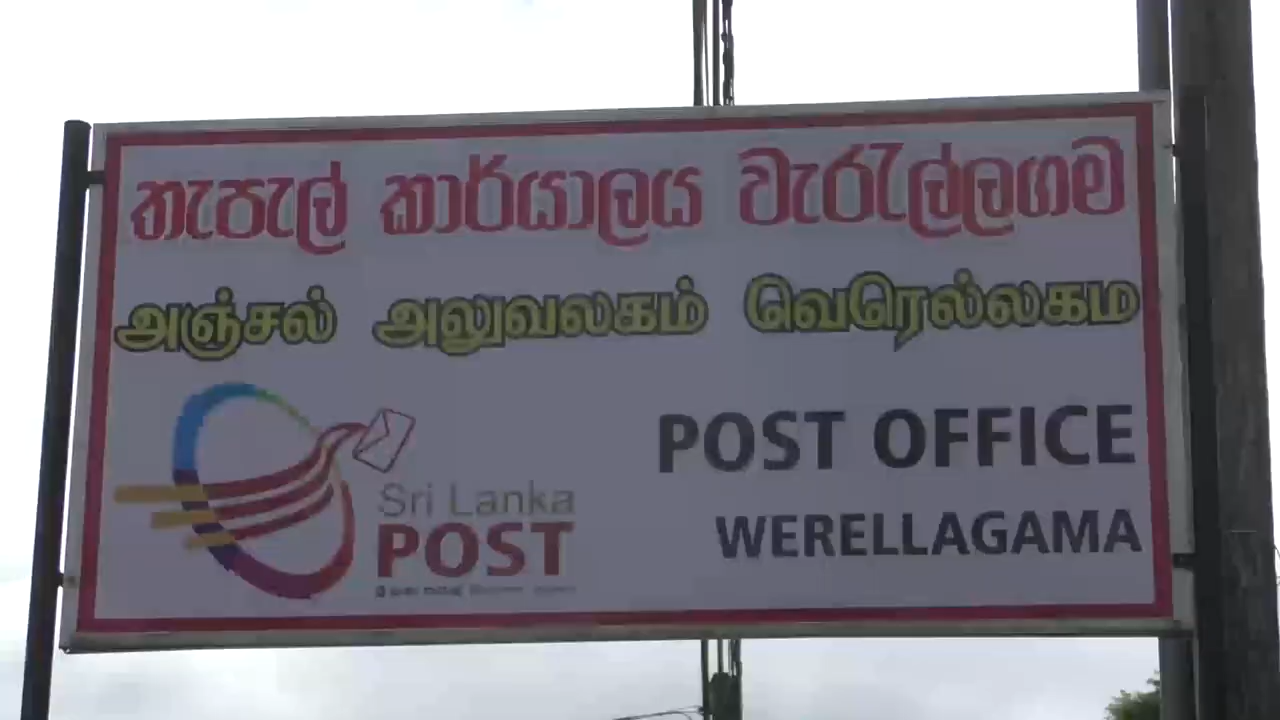 තැපැල් කාර්යාලය වැරැල්ලගම
அஞ்சல் அலுவலகம் வெரெல்லகம
POST OFFICE
WERELLAGAMA
Sri Lanka
POST